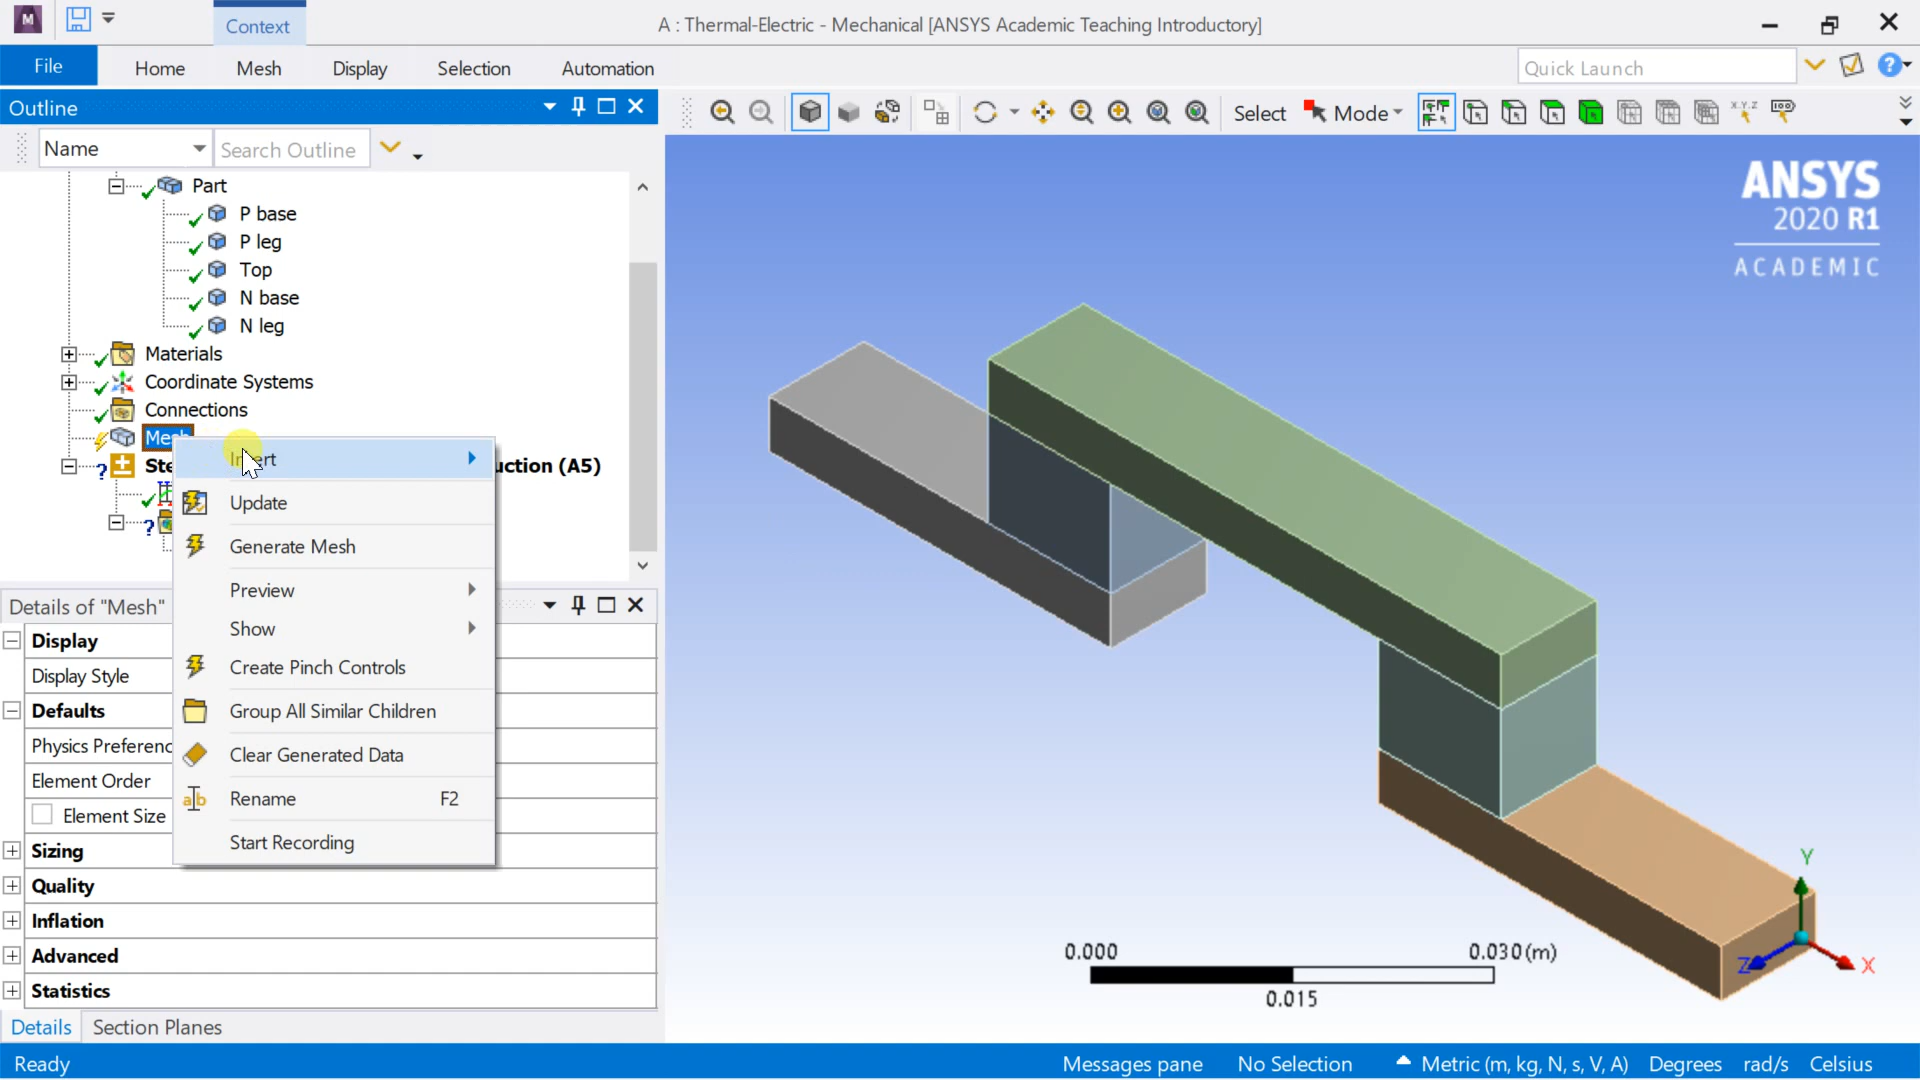 M
Context
A : Thermal-Electric - Mechanical [ANSYS Academic Teaching Introductory]
File
Home
Mesh
Display
Selection
Automation
Quick Launch
?
Outline
Select
Mode
X,Y,Z
Name
Search Outline
Part
P base
P leg
Top
N base
N leg
Materials
Coordinate Systems
Connections
Mesh
Ste
uction (A5)
?
?
Insert
Update
Generate Mesh
Preview
Show
Create Pinch Controls
Group All Similar Children
Clear Generated Data
a b
Rename F2
Start Recording
Details of "Mesh"
Display
Display Style
Defaults
Physics Preferenc
Element Order
Element Size
Sizing
Quality
Inflation
Advanced
Statistics
Details
Section Planes
ANSYS
2020 R1
ACADEMIC
0.000
0.030 (m)
0.015
Y
Z
X
Ready
Messages pane
No Selection
Metric (m, kg, N, s, V, A)
Degrees
rad/s
Celsius